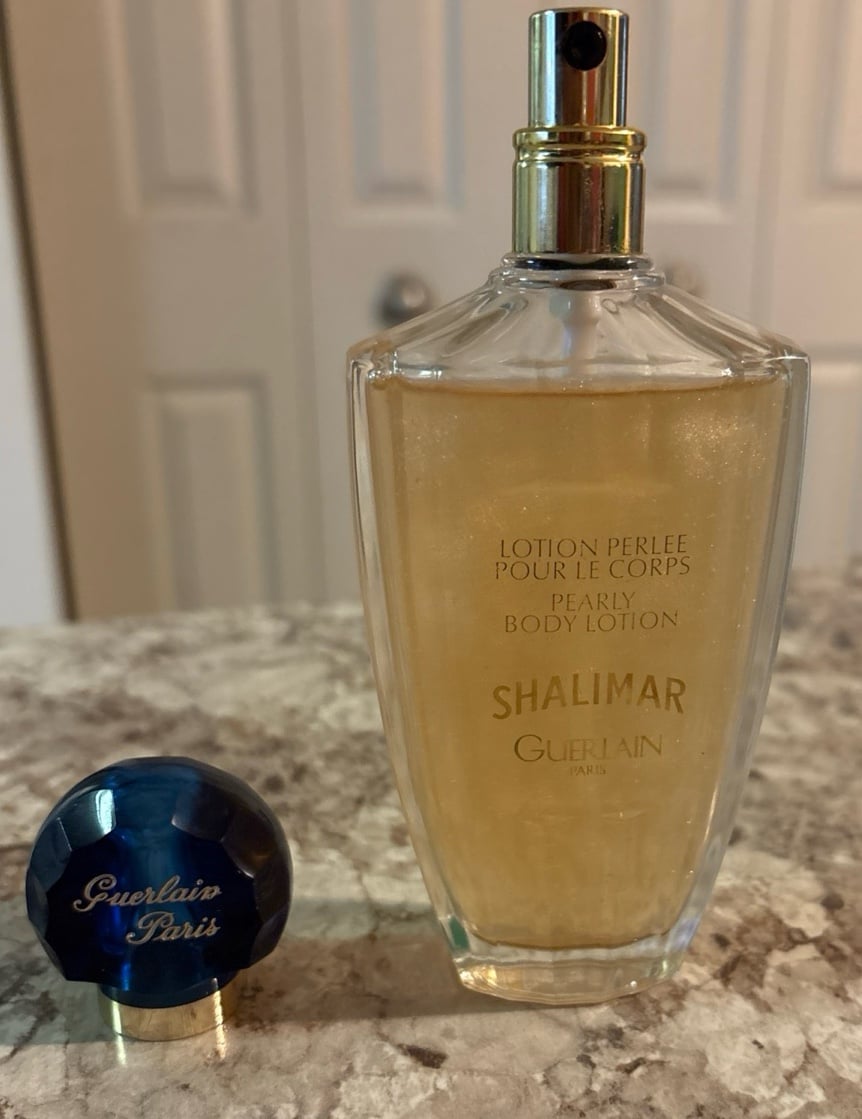 LOTION PERLEE
POUR LE CORPS
PEARLY
BODY LOTION
SHALIMAR
GUERLAIN
PARIS
Guerlain
Paris